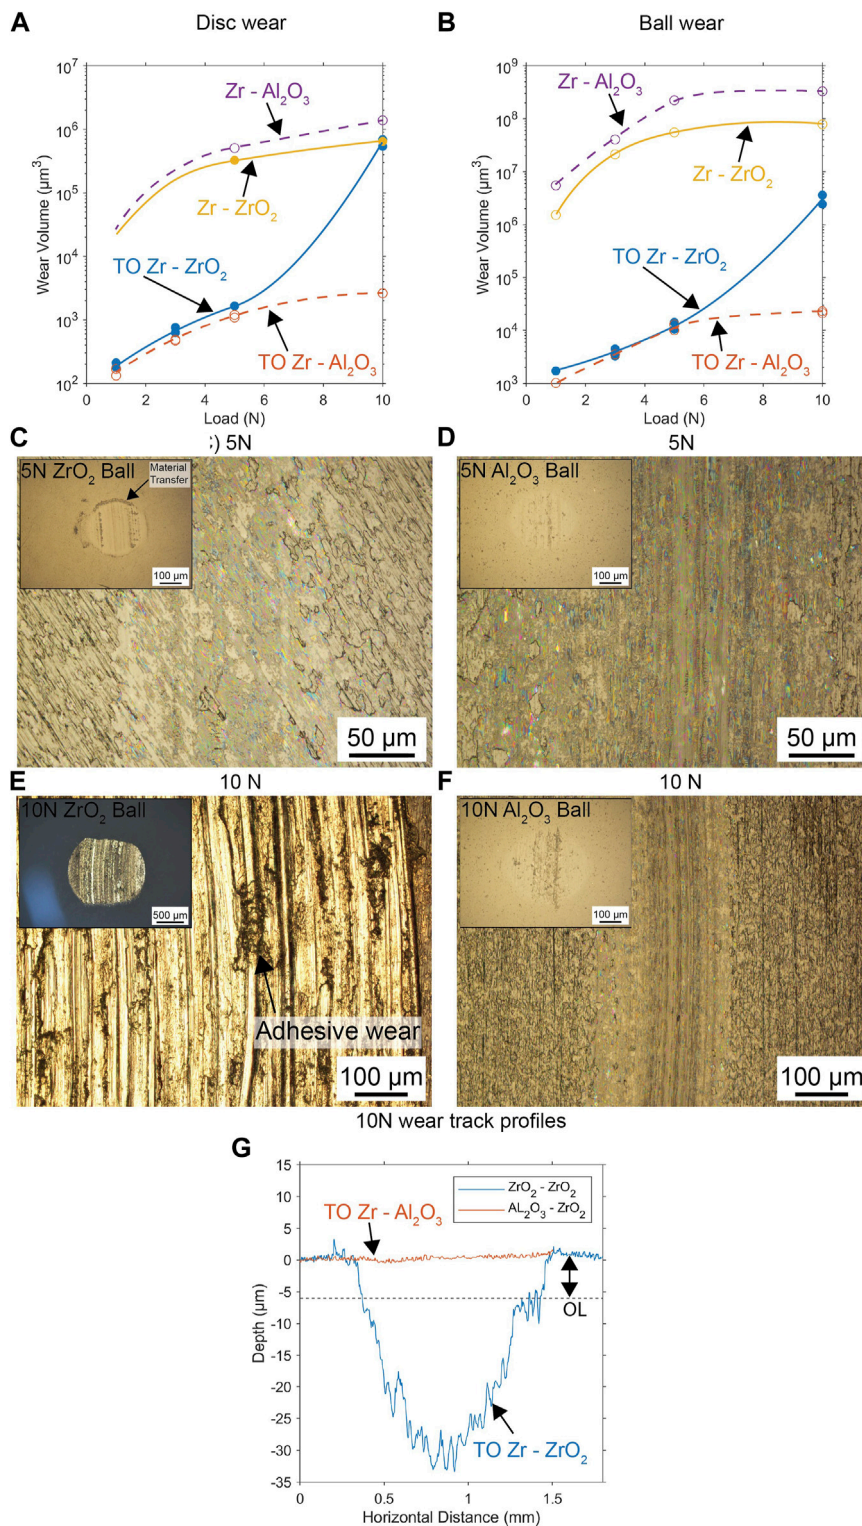 A Disc wear
B Ball wear
10⁷
10⁶
10⁵
10⁴
10³
10²
Wear Volume (µm³)
0 2 4 6 8 10
Load (N)
Zr - Al₂O₃
Zr - ZrO₂
TO Zr - ZrO₂
TO Zr - Al₂O₃
10⁹
10⁸
10⁷
10⁶
10⁵
10⁴
10³
Wear Volume (µm³)
0 2 4 6 8 10
Load (N)
Zr - Al₂O₃
Zr - ZrO₂
TO Zr - ZrO₂
TO Zr - Al₂O₃
C
:) 5N
5N ZrO₂ Ball
Material
Transfer
100 µm
50 µm
D
5N
5N Al₂O₃ Ball
100 µm
50 µm
E
10 N
10N ZrO₂ Ball
500 µm
Adhesive wear
100 µm
F
10 N
10N Al₂O₃ Ball
100 µm
100 µm
10N wear track profiles
G
15
10
5
0
-5
-10
-15
-20
-25
-30
-35
Depth (µm)
0 0.5 1 1.5
Horizontal Distance (mm)
ZrO₂ - ZrO₂
AL₂O₃ - ZrO₂
TO Zr - Al₂O₃
OL
TO Zr - ZrO₂